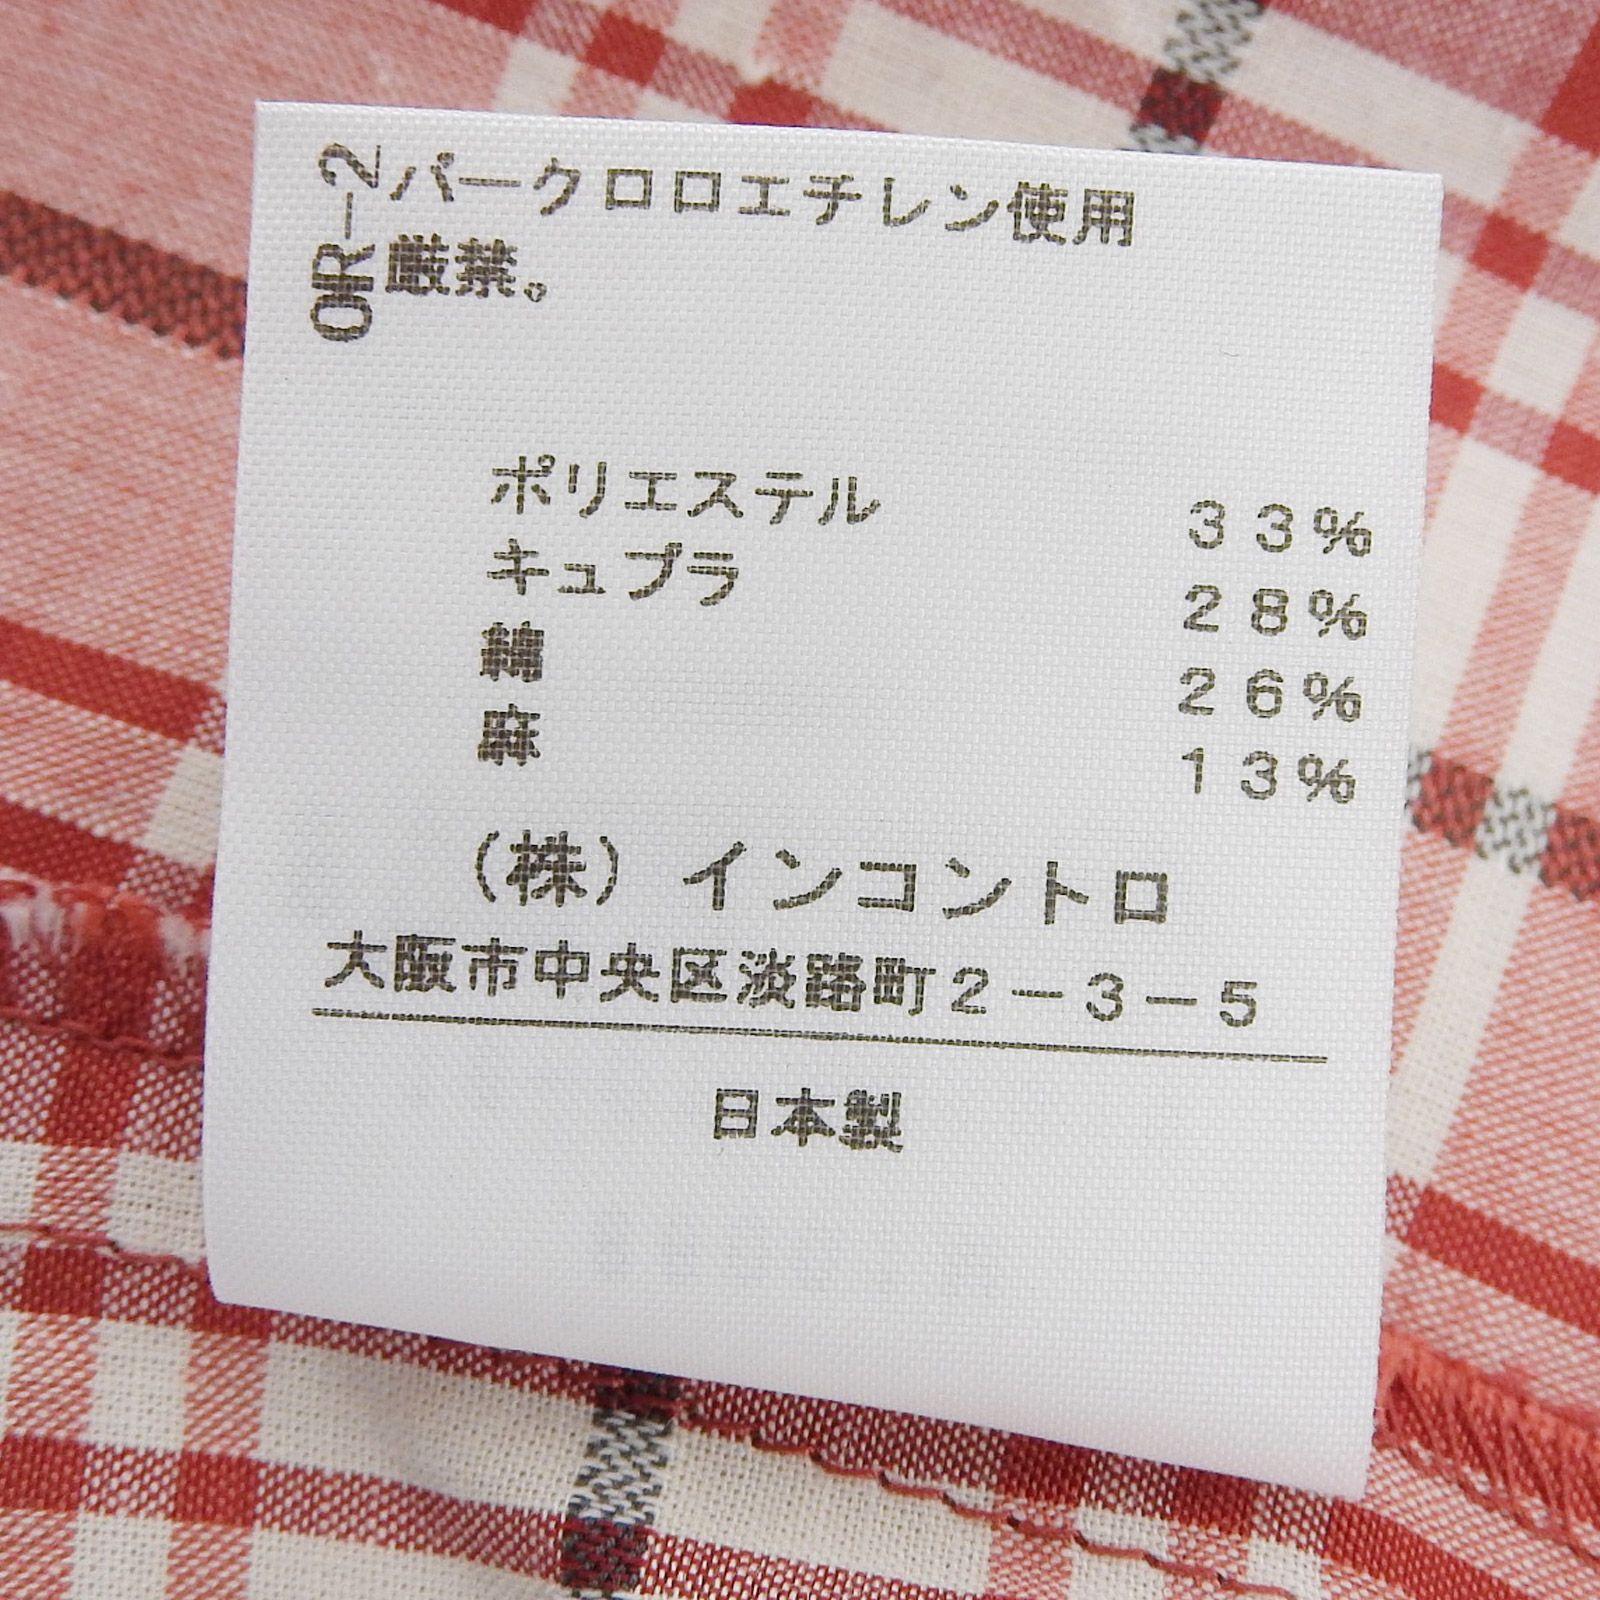 OR-2
パークロロエチレン使用
厳禁。
ポリエステル 33%
キュプラ 28%
綿 26%
麻 13%
(株)インコントロ
大阪市中央区淡路町2-3-5
日本製